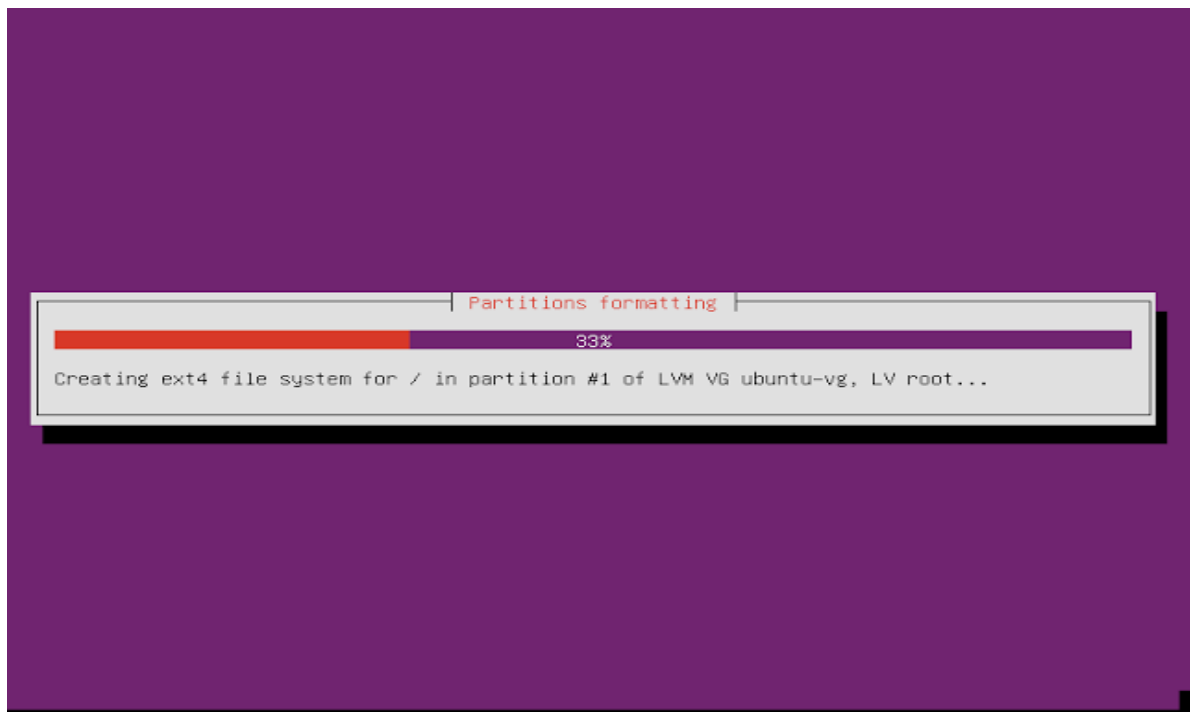 Partitions formatting
33%
Creating ext4 file system for / in partition #1 of LVM VG ubuntu-vg, LV root...